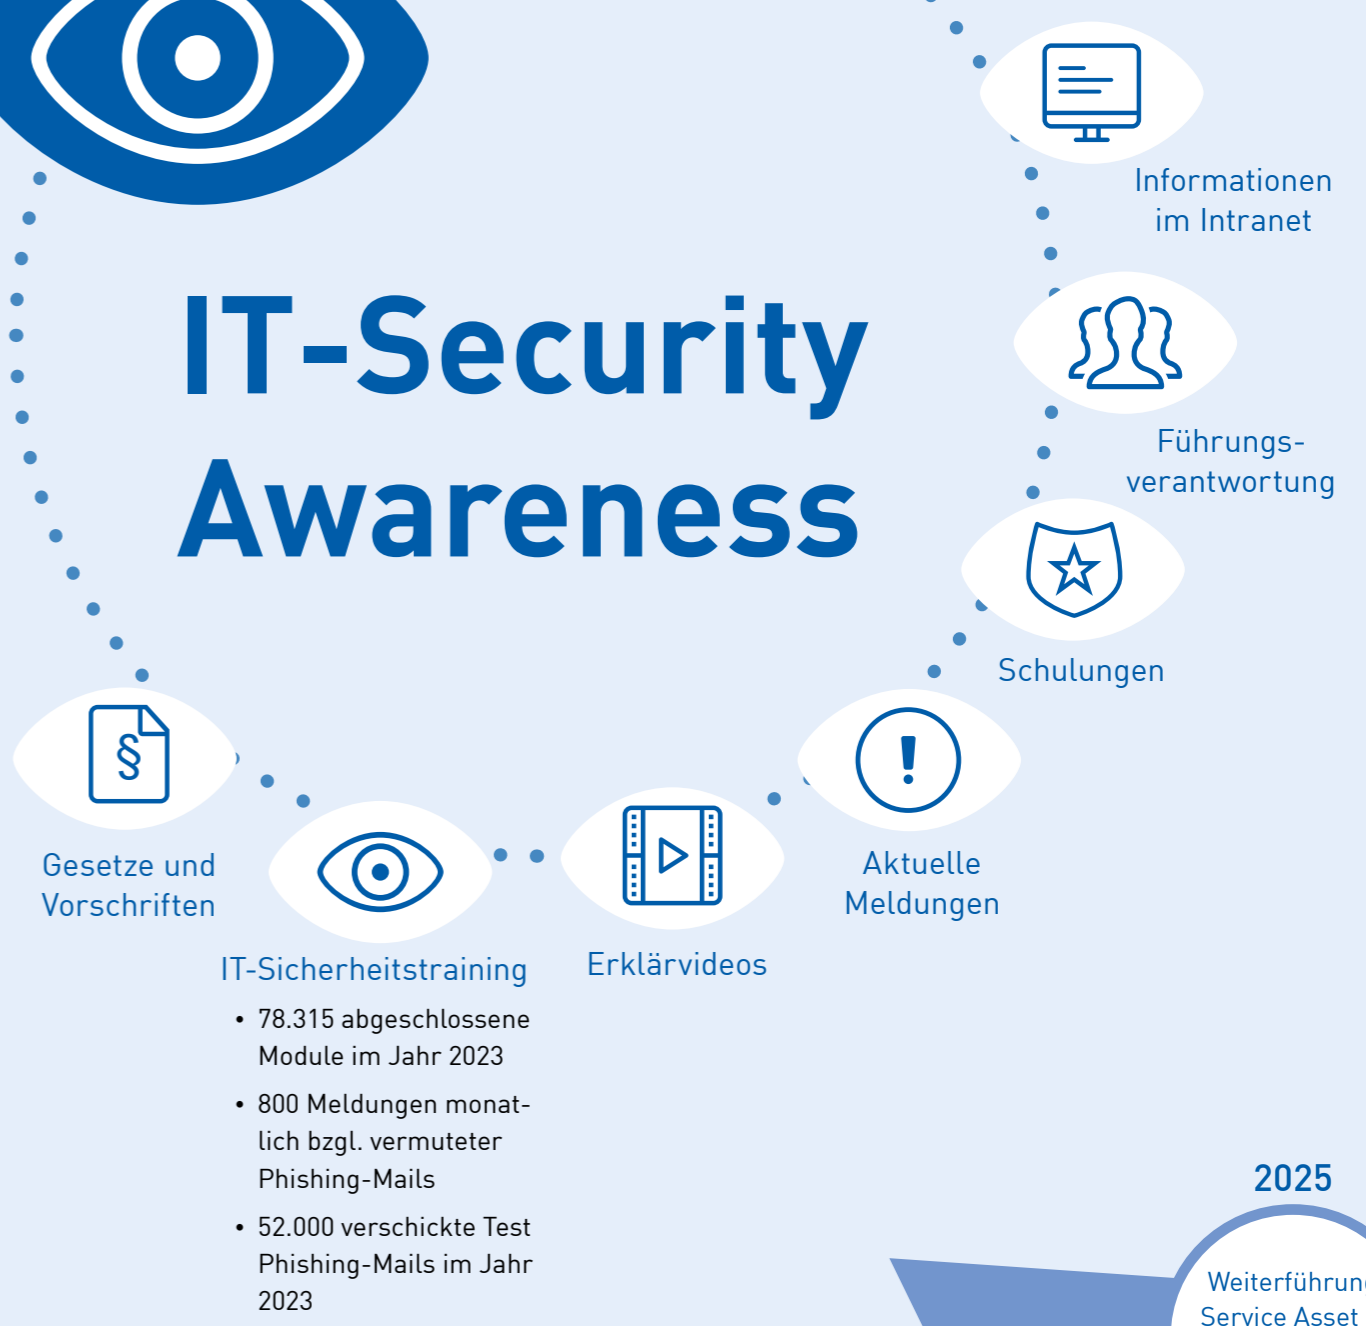 Informationen
im Intranet
IT-Security
Awareness
Führungs-
verantwortung
Schulungen
§
Gesetze und
Vorschriften
!
Aktuelle
Meldungen
IT-Sicherheitstraining
• 78.315 abgeschlossene
Module im Jahr 2023
• 800 Meldungen monat-
lich bzgl. vermuteter
Phishing-Mails
• 52.000 verschickte Test
Phishing-Mails im Jahr
2023
Erklärvideos
2025
Service Asset